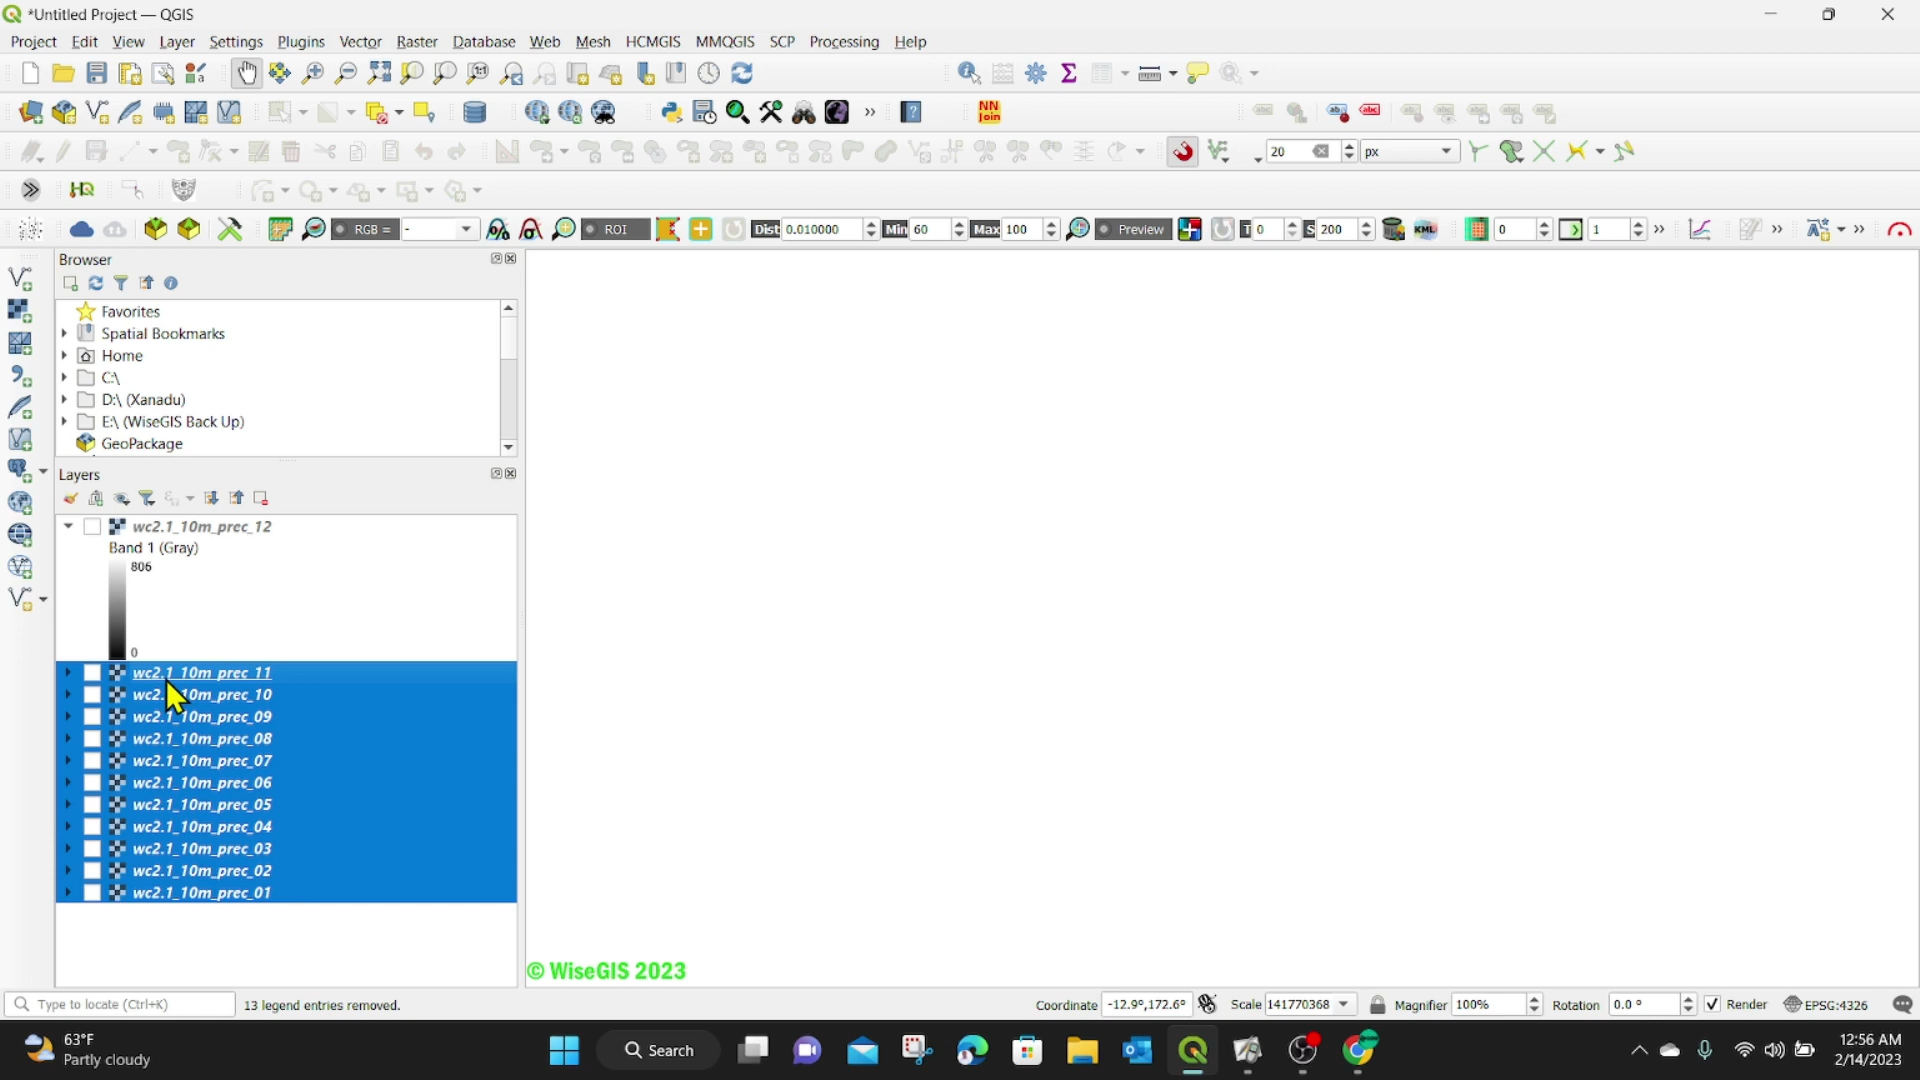 *Untitled Project — QGIS
Project Edit View Layer Settings Plugins Vector Raster Database Web Mesh HCMGIS MMQGIS SCP Processing Help
NN Join
20 px
RGB = - ROI Dist 0.010000 Min 60 Max 100 Preview T 0 S 200 KML 0 1
Browser
Favorites
Spatial Bookmarks
Home
C:\
D:\ (Xanadu)
E:\ (WiseGIS Back Up)
GeoPackage
Layers
wc2.1_10m_prec_12
Band 1 (Gray)
806
0
wc2.1_10m_prec_11
wc2.1_10m_prec_10
wc2.1_10m_prec_09
wc2.1_10m_prec_08
wc2.1_10m_prec_07
wc2.1_10m_prec_06
wc2.1_10m_prec_05
wc2.1_10m_prec_04
wc2.1_10m_prec_03
wc2.1_10m_prec_02
wc2.1_10m_prec_01
© WiseGIS 2023
Type to locate (Ctrl+K) 13 legend entries removed. Coordinate -12.9°,172.6° Scale 141770368 Magnifier 100% Rotation 0.0 ° Render EPSG:4326
63°F
Partly cloudy
Search
12:56 AM
2/14/2023